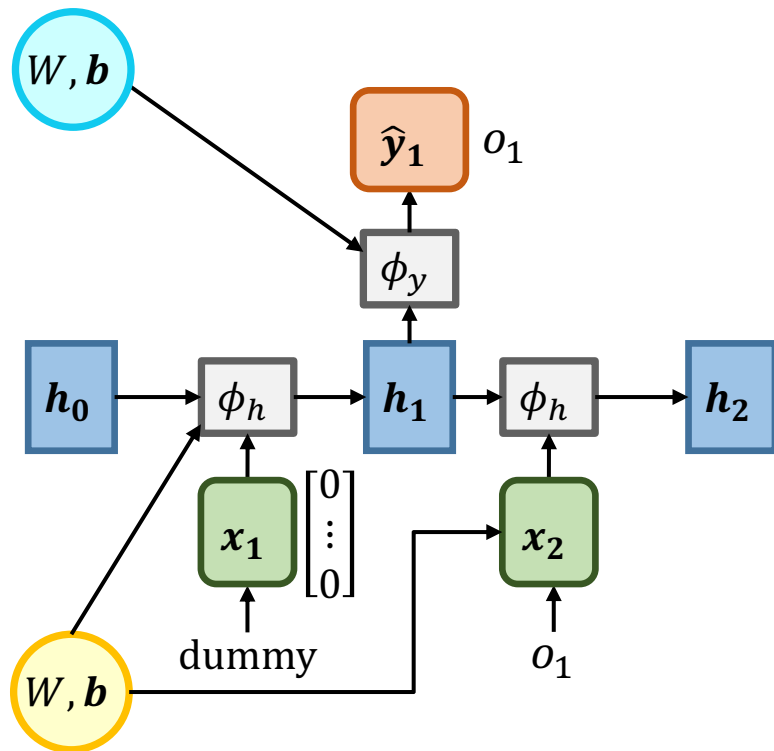 W, b
ŷ₁ o₁
ϕ_y
h₀ ϕ_h h₁ ϕ_h h₂
x₁ [0 ⋮ 0] x₂
dummy o₁
W, b